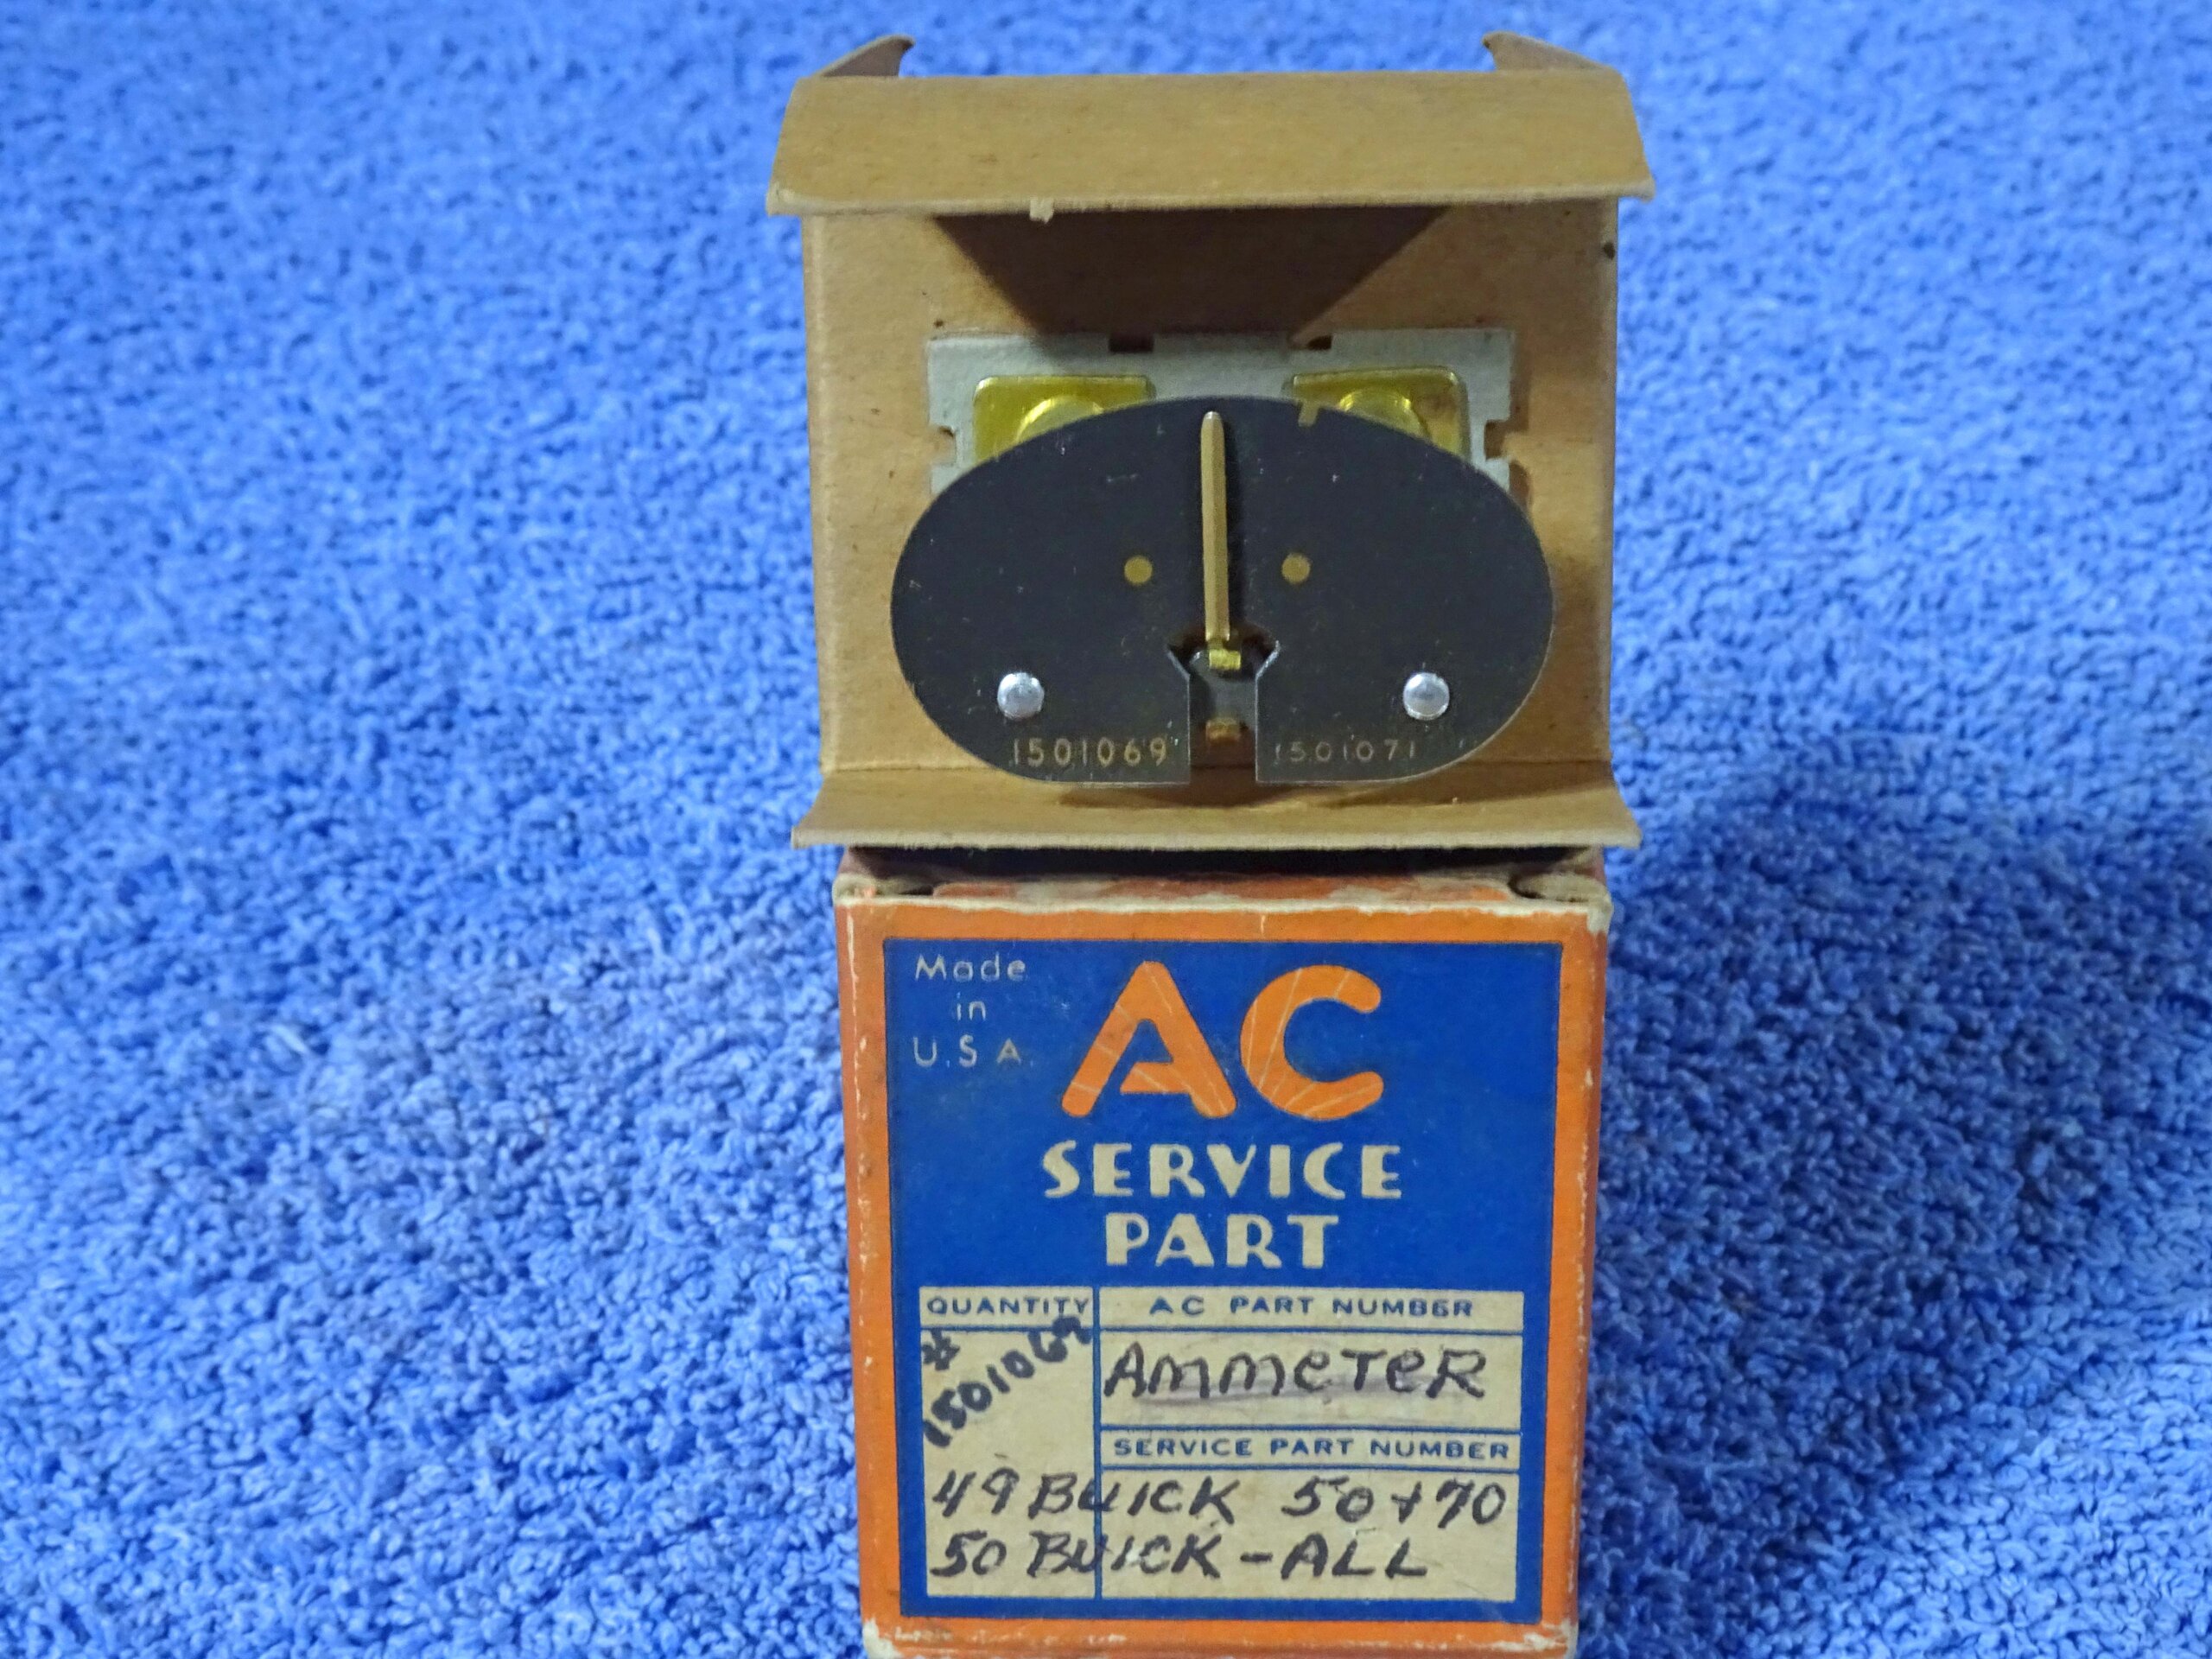 1501069 1501071
Made
in
U.S.A.
AC
SERVICE
PART
QUANTITY AC PART NUMBER
# 1501069
AmmeTeR
SERVICE PART NUMBER
49 BUICK 50+70
50 BUICK - ALL